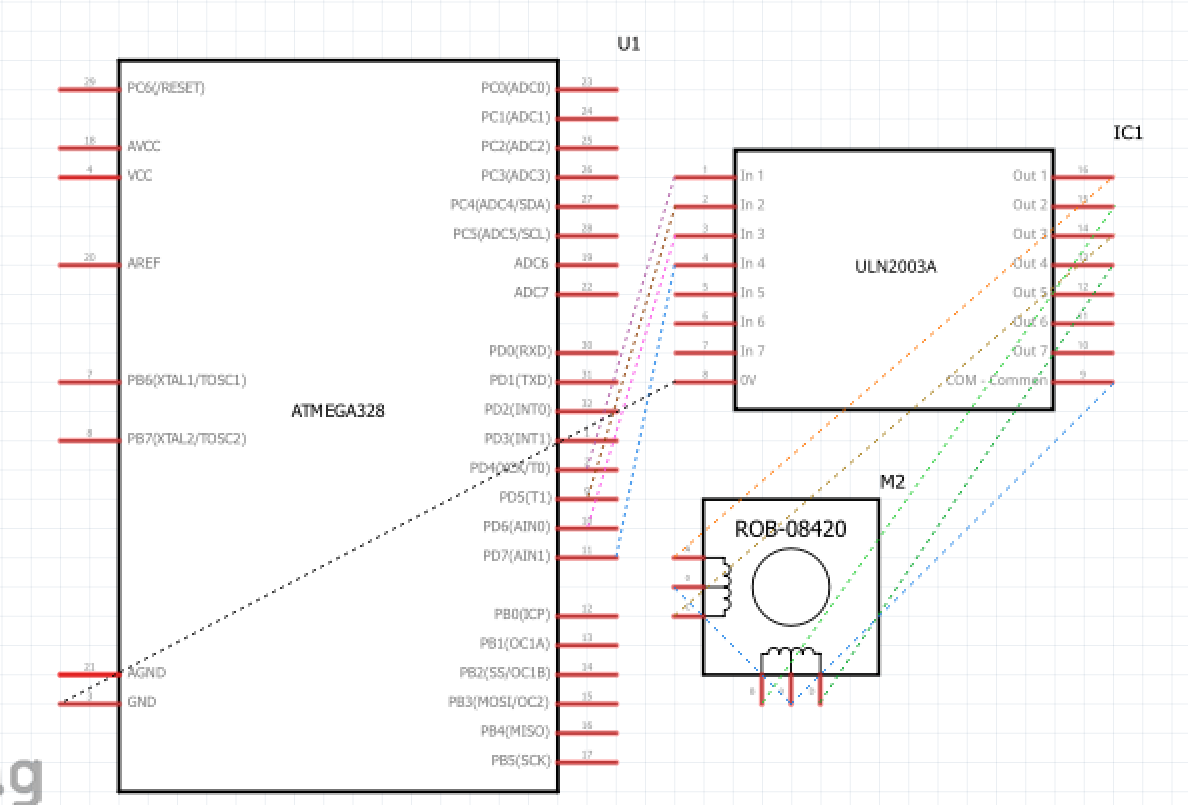 U1
29 PC6(/RESET) PC0(ADC0) 23
PC1(ADC1) 24
IC1
18 AVCC PC2(ADC2) 25
4 VCC PC3(ADC3) 26 1 In 1 Out 1 16
PC4(ADC4/SDA) 27 2 In 2 Out 2 15
PC5(ADC5/SCL) 28 3 In 3 Out 3 14
20 AREF ADC6 19 4 In 4 Out 4
ULN2003A
ADC7 22 5 In 5 Out 5 12
6 In 6 Out 6 11
PD0(RXD) 30 7 In 7 Out 7 10
7 PB6(XTAL1/TOSC1) PD1(TXD) 31 8 0V COM - Common 9
ATMEGA328 PD2(INT0) 32
8 PB7(XTAL2/TOSC2) PD3(INT1) 1
PD4(XCK/T0)
M2
PD5(T1)
PD6(AIN0) 10
ROB-08420
PD7(AIN1) 11
PB0(ICP) 12
PB1(OC1A) 13
21 AGND PB2(SS/OC1B) 14
GND PB3(MOSI/OC2) 15
PB4(MISO) 16
PB5(SCK) 17
g